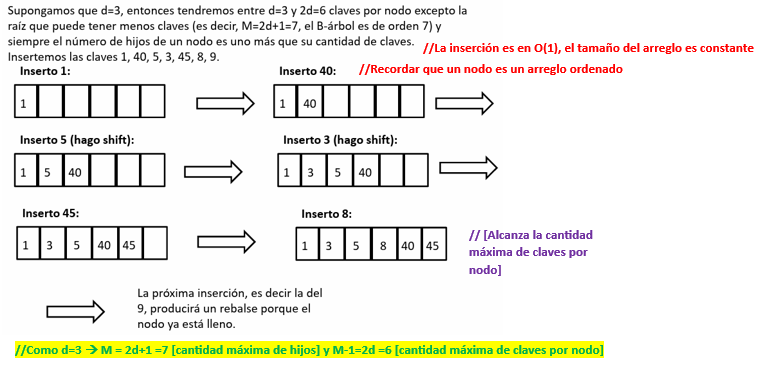 Supongamos que d=3, entonces tendremos entre d=3 y 2d=6 claves por nodo excepto la
raíz que puede tener menos claves (es decir, M=2d+1=7, el B-árbol es de orden 7) y
siempre el número de hijos de un nodo es uno más que su cantidad de claves.
//La inserción es en O(1), el tamaño del arreglo es constante
Insertemos las claves 1, 40, 5, 3, 45, 8, 9.
//Recordar que un nodo es un arreglo ordenado
Inserto 1:
Inserto 40:
1
1 40
Inserto 5 (hago shift):
Inserto 3 (hago shift):
1 5 40
1 3 5 40
Inserto 45:
Inserto 8:
1 3 5 40 45
1 3 5 8 40 45
// [Alcanza la cantidad
máxima de claves por
nodo]
La próxima inserción, es decir la del
9, producirá un rebalse porque el
nodo ya está lleno.
//Como d=3 → M = 2d+1 =7 [cantidad máxima de hijos] y M-1=2d =6 [cantidad máxima de claves por nodo]